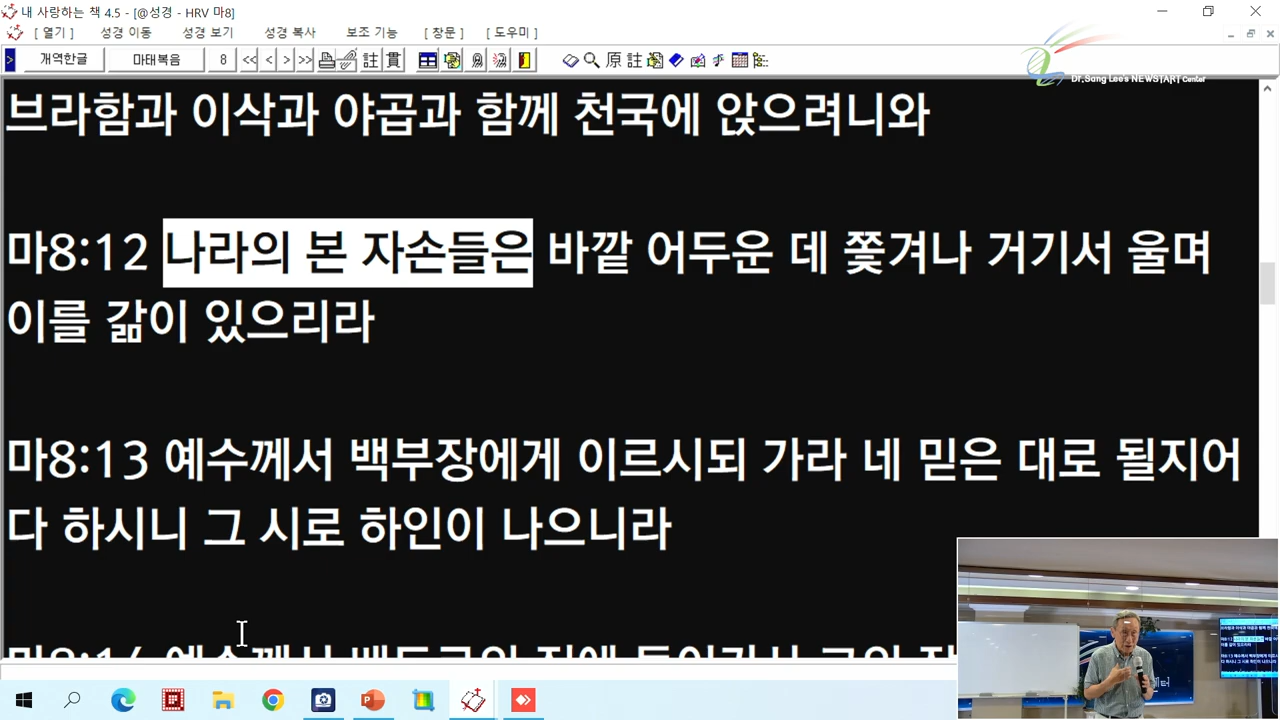 내 사랑하는 책 4.5 - [@성경 - HRV 마8]
[ 열기 ] 성경 이동 성경 보기 성경 복사 보조 기능 [ 창문 ] [ 도우미 ]
개역한글 마태복음 8 << < > >> 註 貫 原 註
Dr.Sang Lee's NEWSTART Center
브라함과 이삭과 야곱과 함께 천국에 앉으려니와
마8:12 나라의 본 자손들은 바깥 어두운 데 쫓겨나 거기서 울며
이를 갊이 있으리라
마8:13 예수께서 백부장에게 이르시되 가라 네 믿은 대로 될지어
다 하시니 그 시로 하인이 나으니라